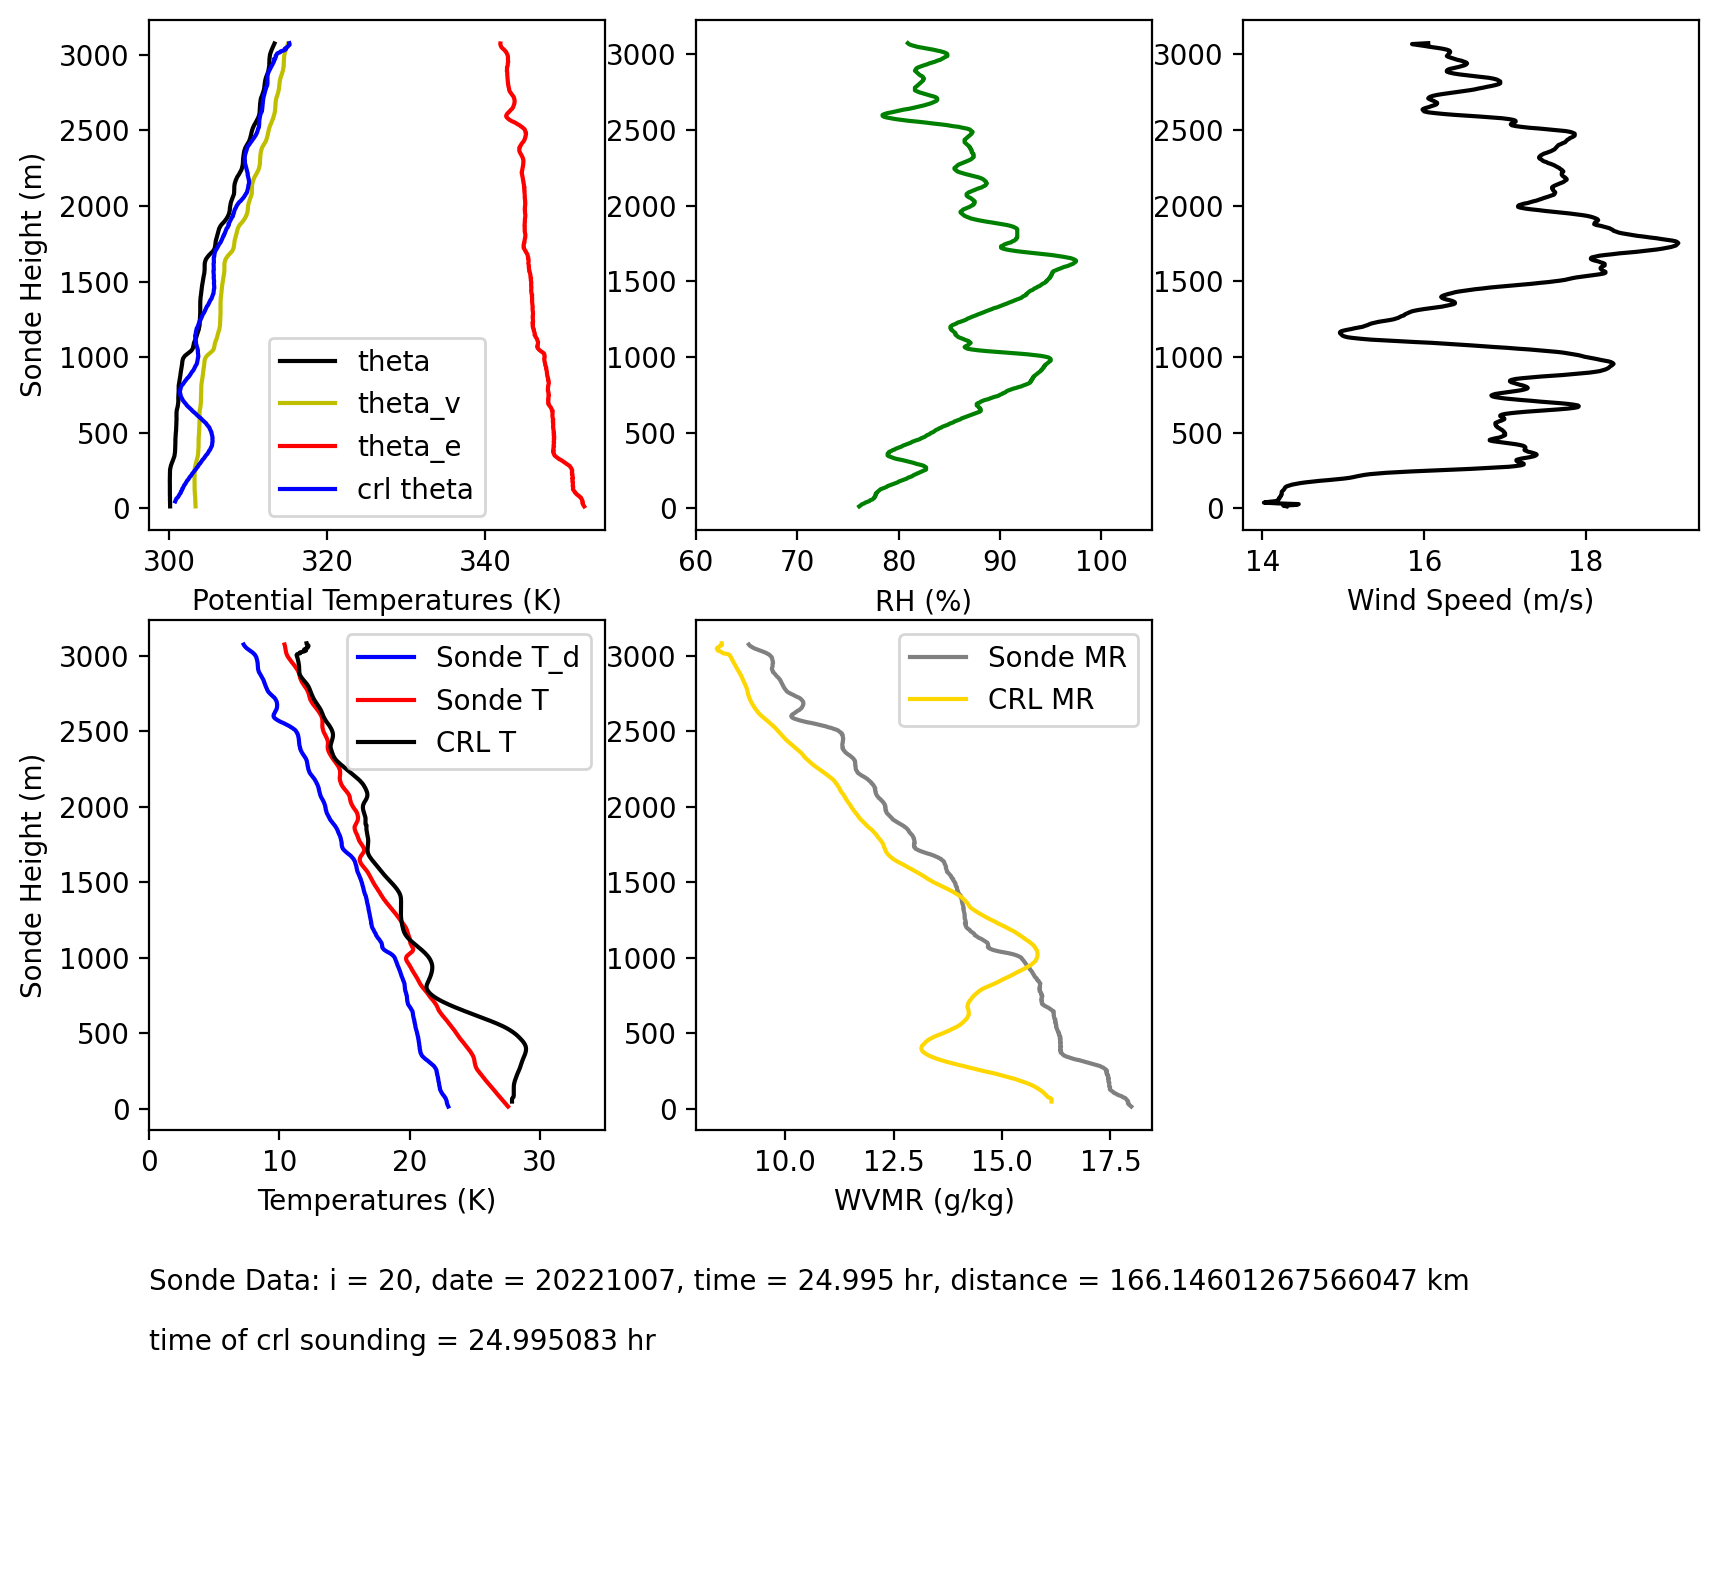 3000
2500
2000
1500
1000
500
0
Sonde Height (m)
300 320 340
Potential Temperatures (K)
theta
theta_v
theta_e
crl theta
3000
2500
2000
1500
1000
500
0
60 70 80 90 100
RH (%)
3000
2500
2000
1500
1000
500
0
14 16 18
Wind Speed (m/s)
3000
2500
2000
1500
1000
500
0
Sonde Height (m)
0 10 20 30
Temperatures (K)
Sonde T_d
Sonde T
CRL T
3000
2500
2000
1500
1000
500
0
10.0 12.5 15.0 17.5
WVMR (g/kg)
Sonde MR
CRL MR
Sonde Data: i = 20, date = 20221007, time = 24.995 hr, distance = 166.14601267566047 km
time of crl sounding = 24.995083 hr